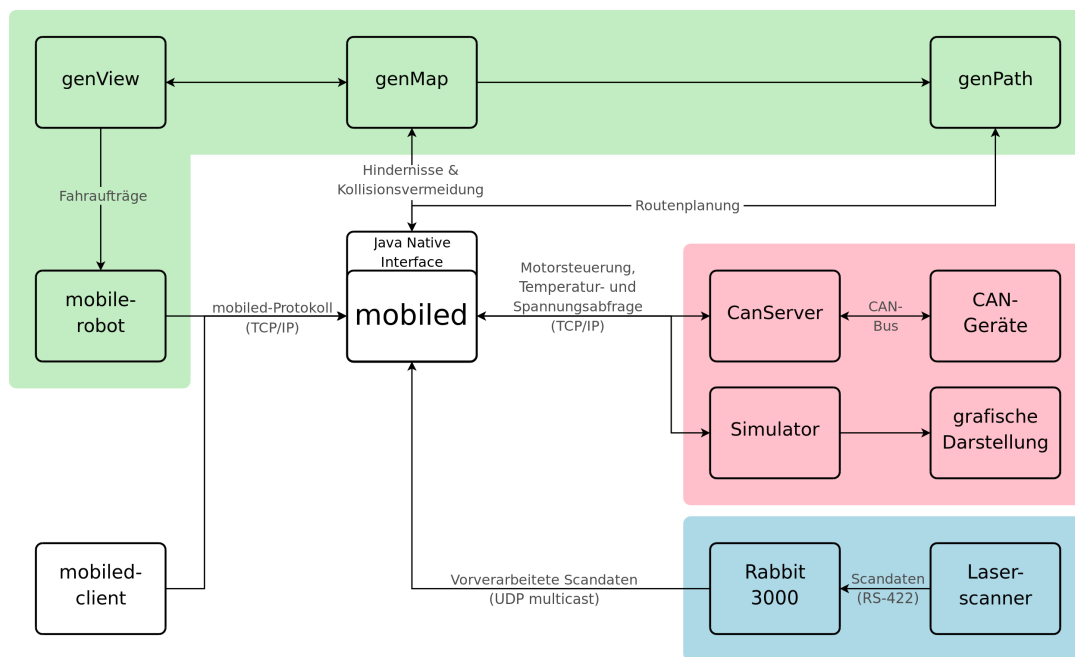 genView
genMap
genPath
Hindernisse &
Kollisionsvermeidung
Fahraufträge
Routenplanung
Java Native
Interface
mobiled
mobile-
robot
mobiled-Protokoll
(TCP/IP)
Motorsteuerung,
Temperatur- und
Spannungsabfrage
(TCP/IP)
CanServer
CAN-
Bus
CAN-
Geräte
Simulator
grafische
Darstellung
mobiled-
client
Vorverarbeitete Scandaten
(UDP multicast)
Rabbit
3000
Scandaten
(RS-422)
Laser-
scanner